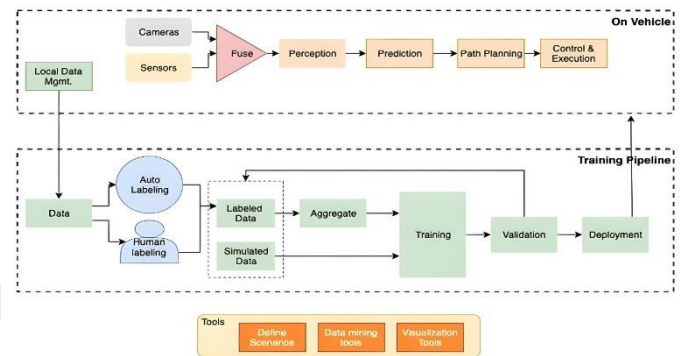 On Vehicle
Cameras
Sensors
Fuse
Perception
Prediction
Path Planning
Control &
Execution
Local Data
Mgmt.
Training Pipeline
Data
Auto
Labeling
Human
labeling
Labeled
Data
Simulated
Data
Aggregate
Training
Validation
Deployment
Tools
Define
Scenarios
Data mining
tools
Visualization
Tools